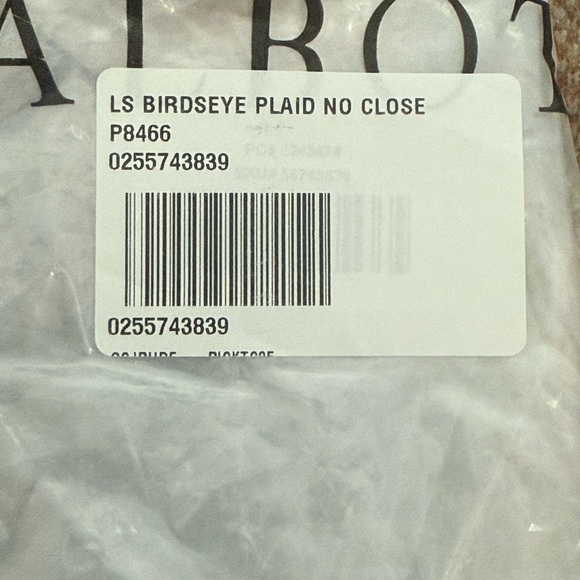 ALBOT
LS BIRDSEYE PLAID NO CLOSE
P8466
0255743839
0255743839